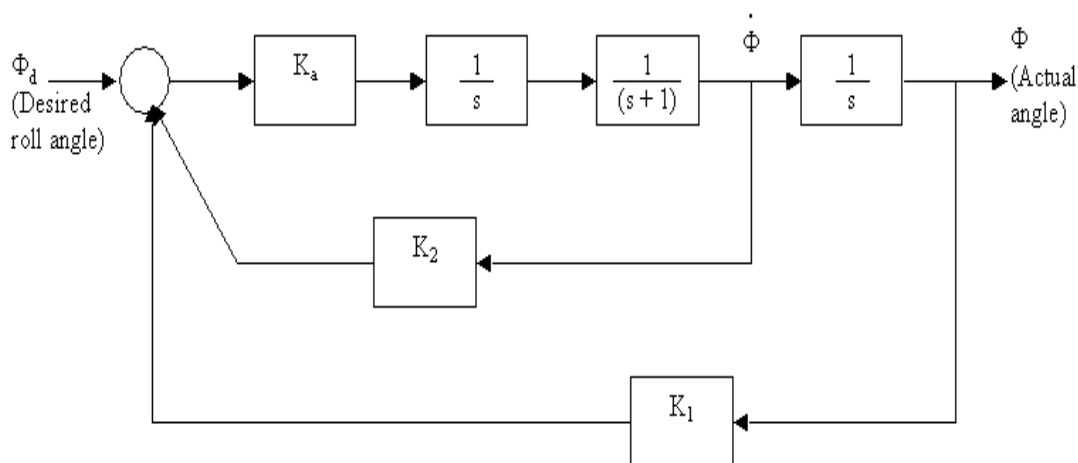 Φd
(Desired
roll angle)
Ka
1
s
1
(s + 1)
Φ̇
1
s
Φ
(Actual
angle)
K2
K1